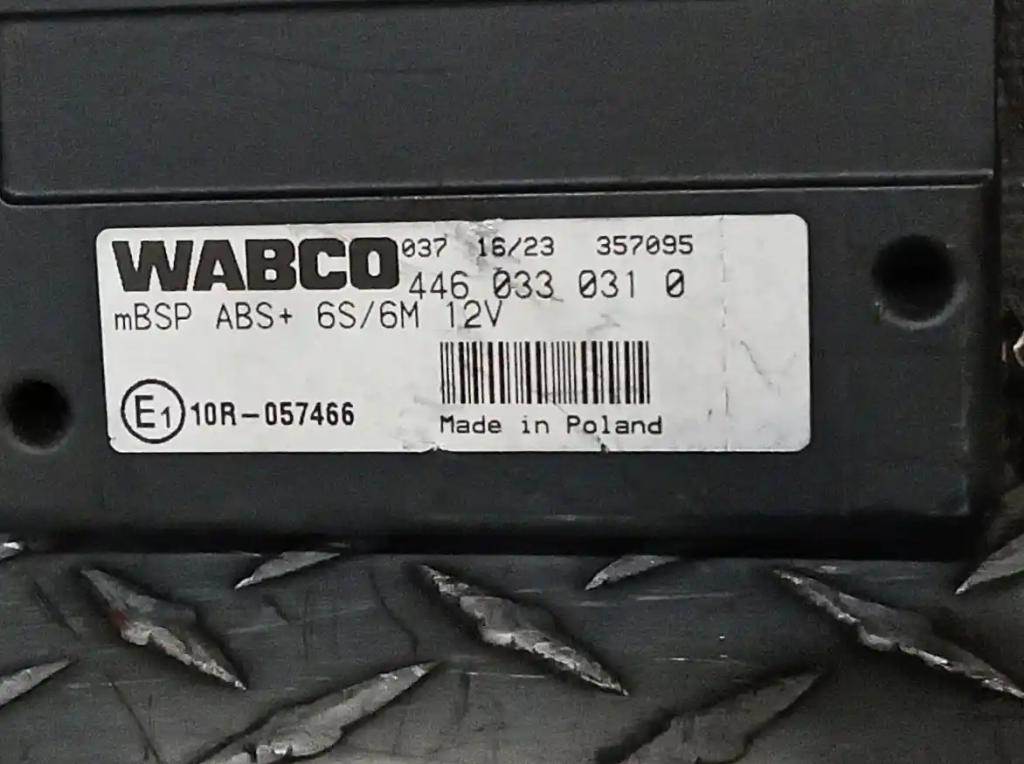 WABCO 037 16/23 357095
446 033 031 0
mBSP ABS+ 6S/6M 12V
E1 10R-057466
Made in Poland